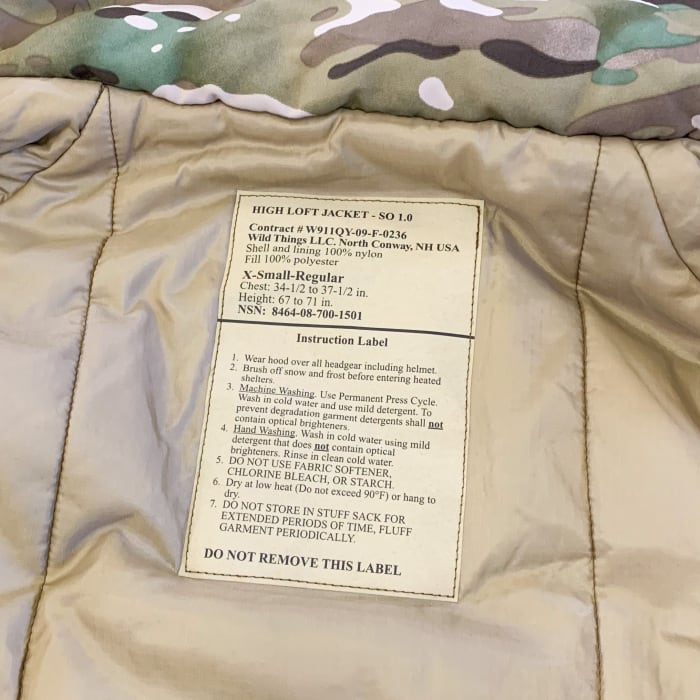 HIGH LOFT JACKET - SO 1.0
Contract # W911QY-09-F-0236
Wild Things LLC. North Conway, NH USA
Shell and lining 100% nylon
Fill 100% polyester
X-Small-Regular
Chest: 34-1/2 to 37-1/2 in.
Height: 67 to 71 in.
NSN: 8464-08-700-1501
Instruction Label
1. Wear hood over all headgear including helmet.
2. Brush off snow and frost before entering heated
shelters.
3. Machine Washing. Use Permanent Press Cycle.
Wash in cold water and use mild detergent. To
prevent degradation garment detergents shall not
contain optical brighteners.
4. Hand Washing. Wash in cold water using mild
detergent that does not contain optical
brighteners. Rinse in clean cold water.
5. DO NOT USE FABRIC SOFTENER,
CHLORINE BLEACH, OR STARCH.
6. Dry at low heat (Do not exceed 90°F) or hang to
dry.
7. DO NOT STORE IN STUFF SACK FOR
EXTENDED PERIODS OF TIME, FLUFF
GARMENT PERIODICALLY.
DO NOT REMOVE THIS LABEL